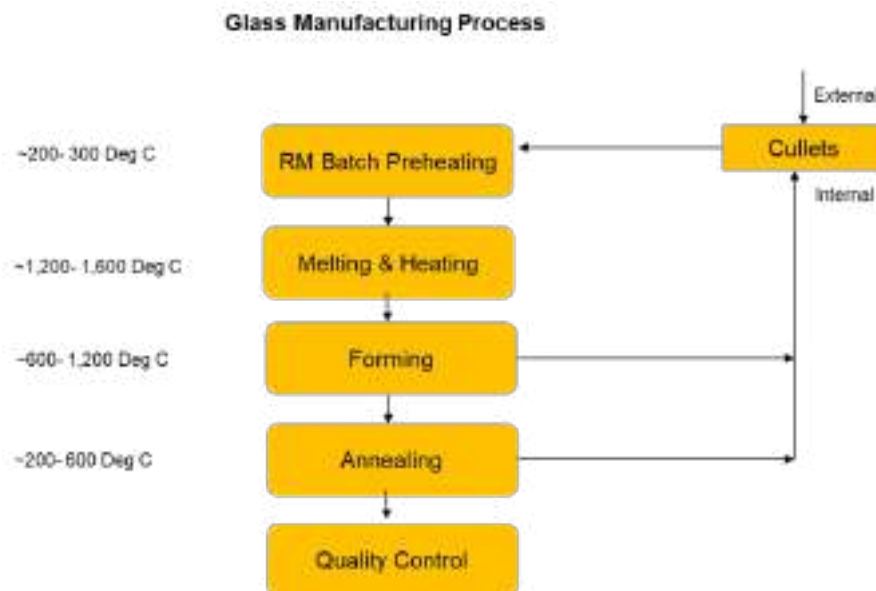 Glass Manufacturing Process
External
~200- 300 Deg C
RM Batch Preheating
Cullets
Internal
~1,200- 1,600 Deg C
Melting & Heating
~600- 1,200 Deg C
Forming
~200- 600 Deg C
Annealing
Quality Control